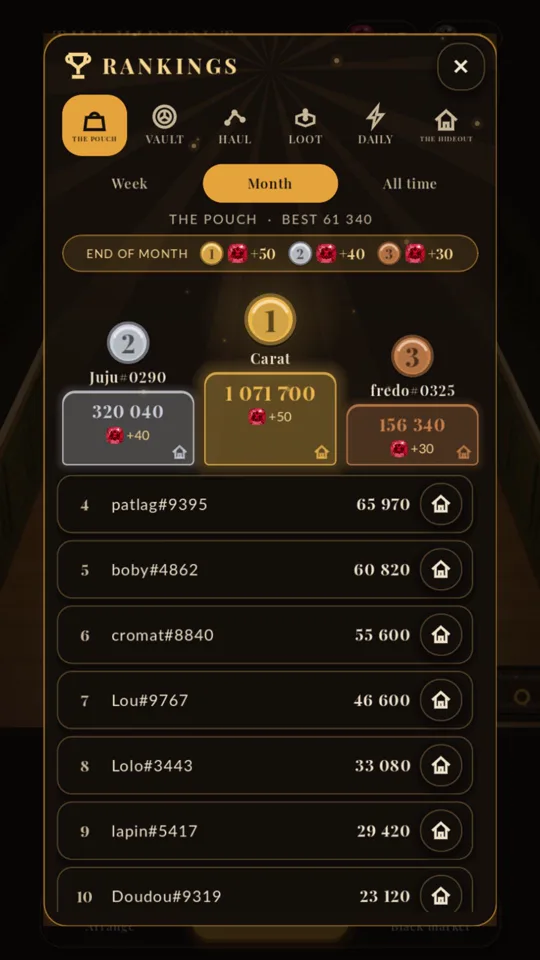 RANKINGS
THE POUCH
VAULT
HAUL
LOOT
DAILY
THE HIDEOUT
Week
Month
All time
THE POUCH · BEST 61 340
END OF MONTH 1 +50 2 +40 3 +30
1
Carat
1 071 700
+50
2
Juju#0290
320 040
+40
3
fredo#0325
156 340
+30
4 patlag#9395 65 970
5 boby#4862 60 820
6 cromat#8840 55 600
7 Lou#9767 46 600
8 Lolo#3443 33 080
9 lapin#5417 29 420
10 Doudou#9319 23 120
Arrange
Black market